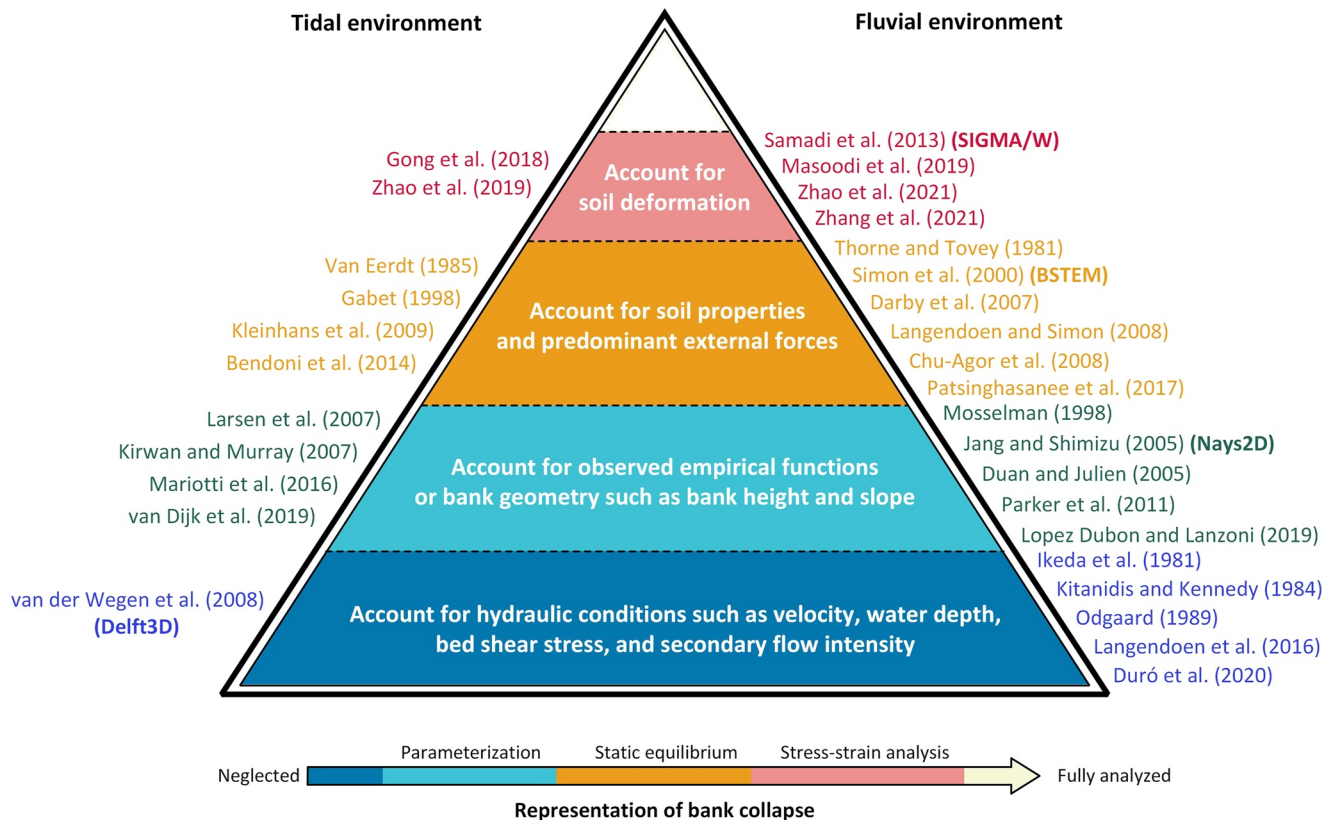 Tidal environment
Fluvial environment
Gong et al. (2018)
Zhao et al. (2019)
Account for
soil deformation
Samadi et al. (2013) (SIGMA/W)
Masoodi et al. (2019)
Zhao et al. (2021)
Zhang et al. (2021)
Van Eerdt (1985)
Gabet (1998)
Kleinhans et al. (2009)
Bendoni et al. (2014)
Account for soil properties
and predominant external forces
Thorne and Tovey (1981)
Simon et al. (2000) (BSTEM)
Darby et al. (2007)
Langendoen and Simon (2008)
Chu-Agor et al. (2008)
Patsinghasanee et al. (2017)
Larsen et al. (2007)
Kirwan and Murray (2007)
Mariotti et al. (2016)
van Dijk et al. (2019)
Account for observed empirical functions
or bank geometry such as bank height and slope
Mosselman (1998)
Jang and Shimizu (2005) (Nays2D)
Duan and Julien (2005)
Parker et al. (2011)
Lopez Dubon and Lanzoni (2019)
van der Wegen et al. (2008)
(Delft3D)
Account for hydraulic conditions such as velocity, water depth,
bed shear stress, and secondary flow intensity
Ikeda et al. (1981)
Kitanidis and Kennedy (1984)
Odgaard (1989)
Langendoen et al. (2016)
Duró et al. (2020)
Parameterization
Static equilibrium
Stress-strain analysis
Neglected
Fully analyzed
Representation of bank collapse